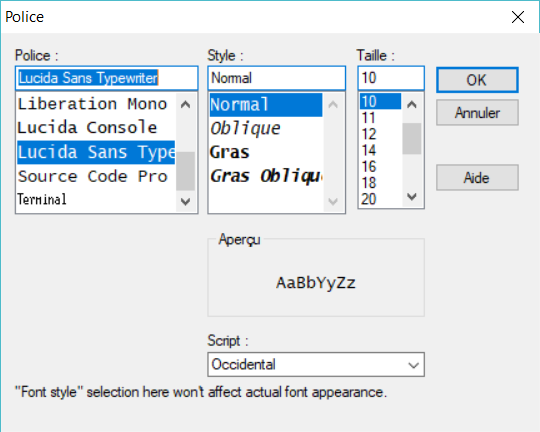 Police
Police :
Style :
Taille :
Lucida Sans Typewriter
Normal
10
OK
Liberation Mono
Lucida Console
Lucida Sans Type
Source Code Pro
Terminal
Normal
Oblique
Gras
Gras Obliqu
10
11
12
14
16
18
20
Annuler
Aide
Aperçu
AaBbYyZz
Script :
Occidental
"Font style" selection here won't affect actual font appearance.